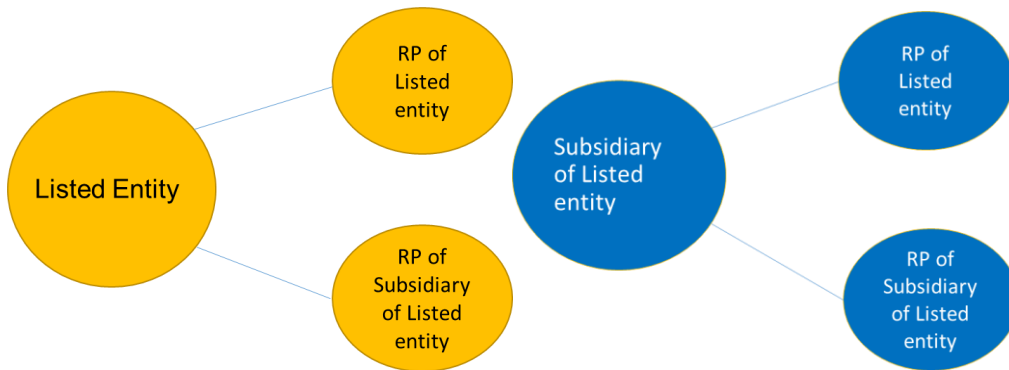 Listed Entity
RP of
Listed
entity
RP of
Subsidiary
of Listed
entity
Subsidiary
of Listed
entity
RP of
Listed
entity
RP of
Subsidiary
of Listed
entity